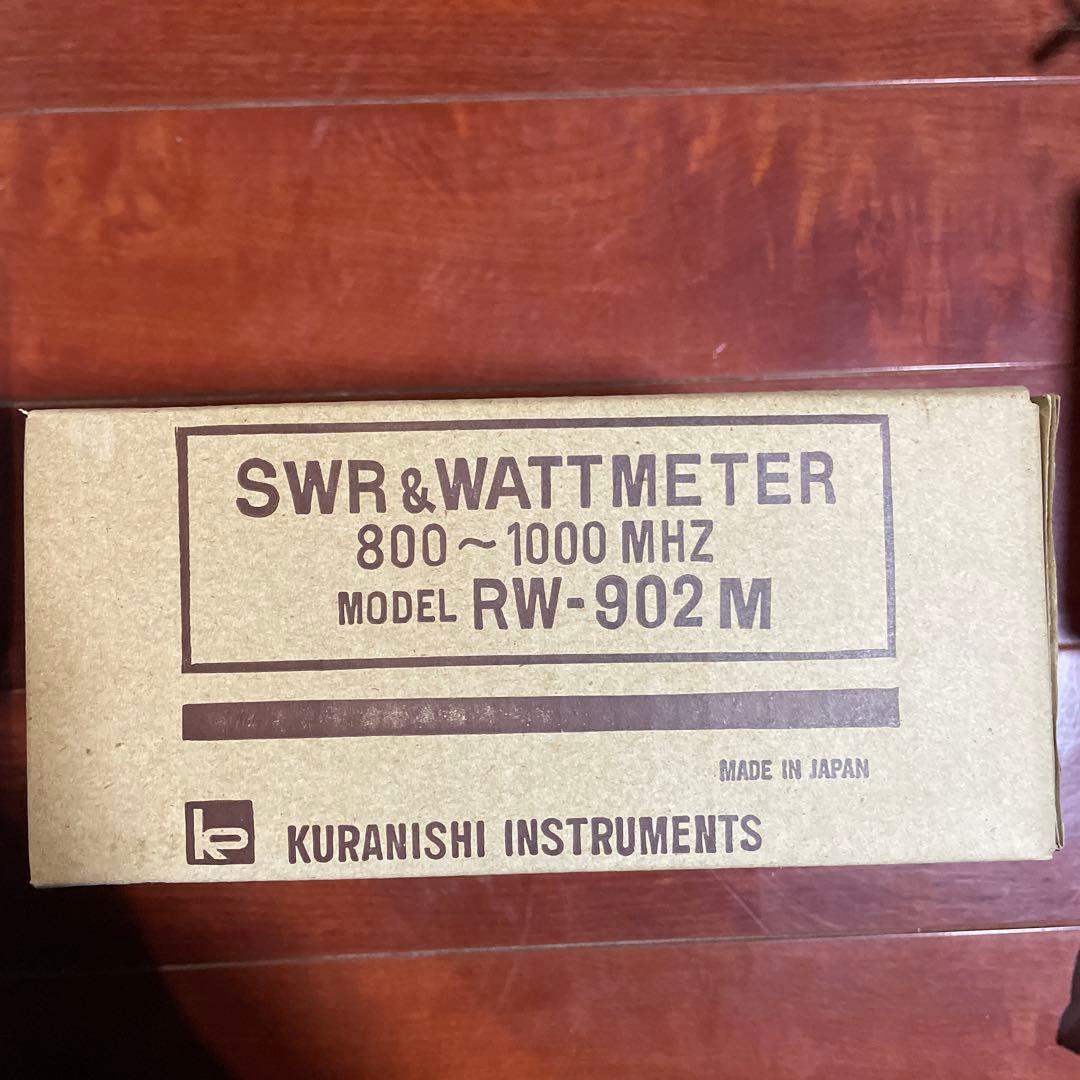 SWR & WATTMETER
800～1000 MHZ
MODEL RW-902M
MADE IN JAPAN
KURANISHI INSTRUMENTS